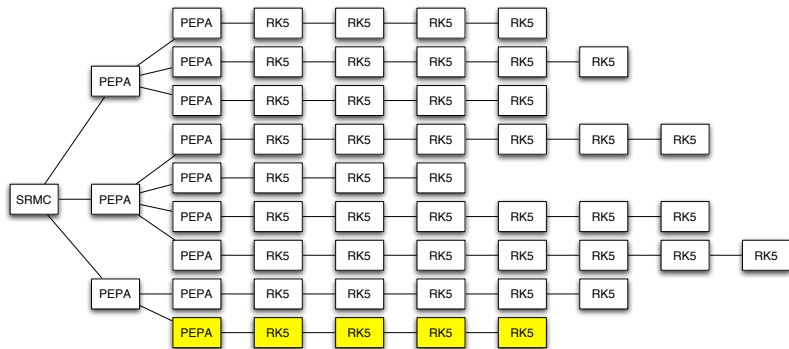 PEPA RK5 RK5 RK5 RK5
PEPA RK5 RK5 RK5 RK5 RK5
PEPA
PEPA RK5 RK5 RK5 RK5
PEPA RK5 RK5 RK5 RK5 RK5 RK5
PEPA RK5 RK5 RK5
SRMC PEPA
PEPA RK5 RK5 RK5 RK5 RK5 RK5
PEPA RK5 RK5 RK5 RK5 RK5 RK5 RK5
PEPA PEPA RK5 RK5 RK5 RK5 RK5
PEPA RK5 RK5 RK5 RK5